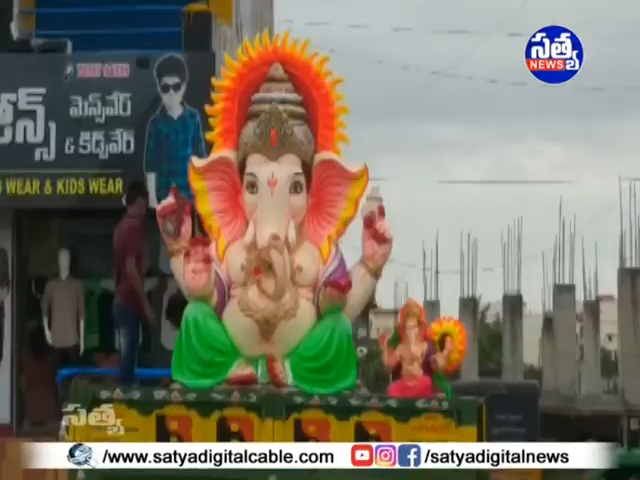 సత్య
NEWS
జీన్స్ మెన్స్‌వేర్
& కిడ్స్‌వేర్
WEAR & KIDS WEAR
సత్య
www.satyadigitalcable.com
/satyadigitalnews